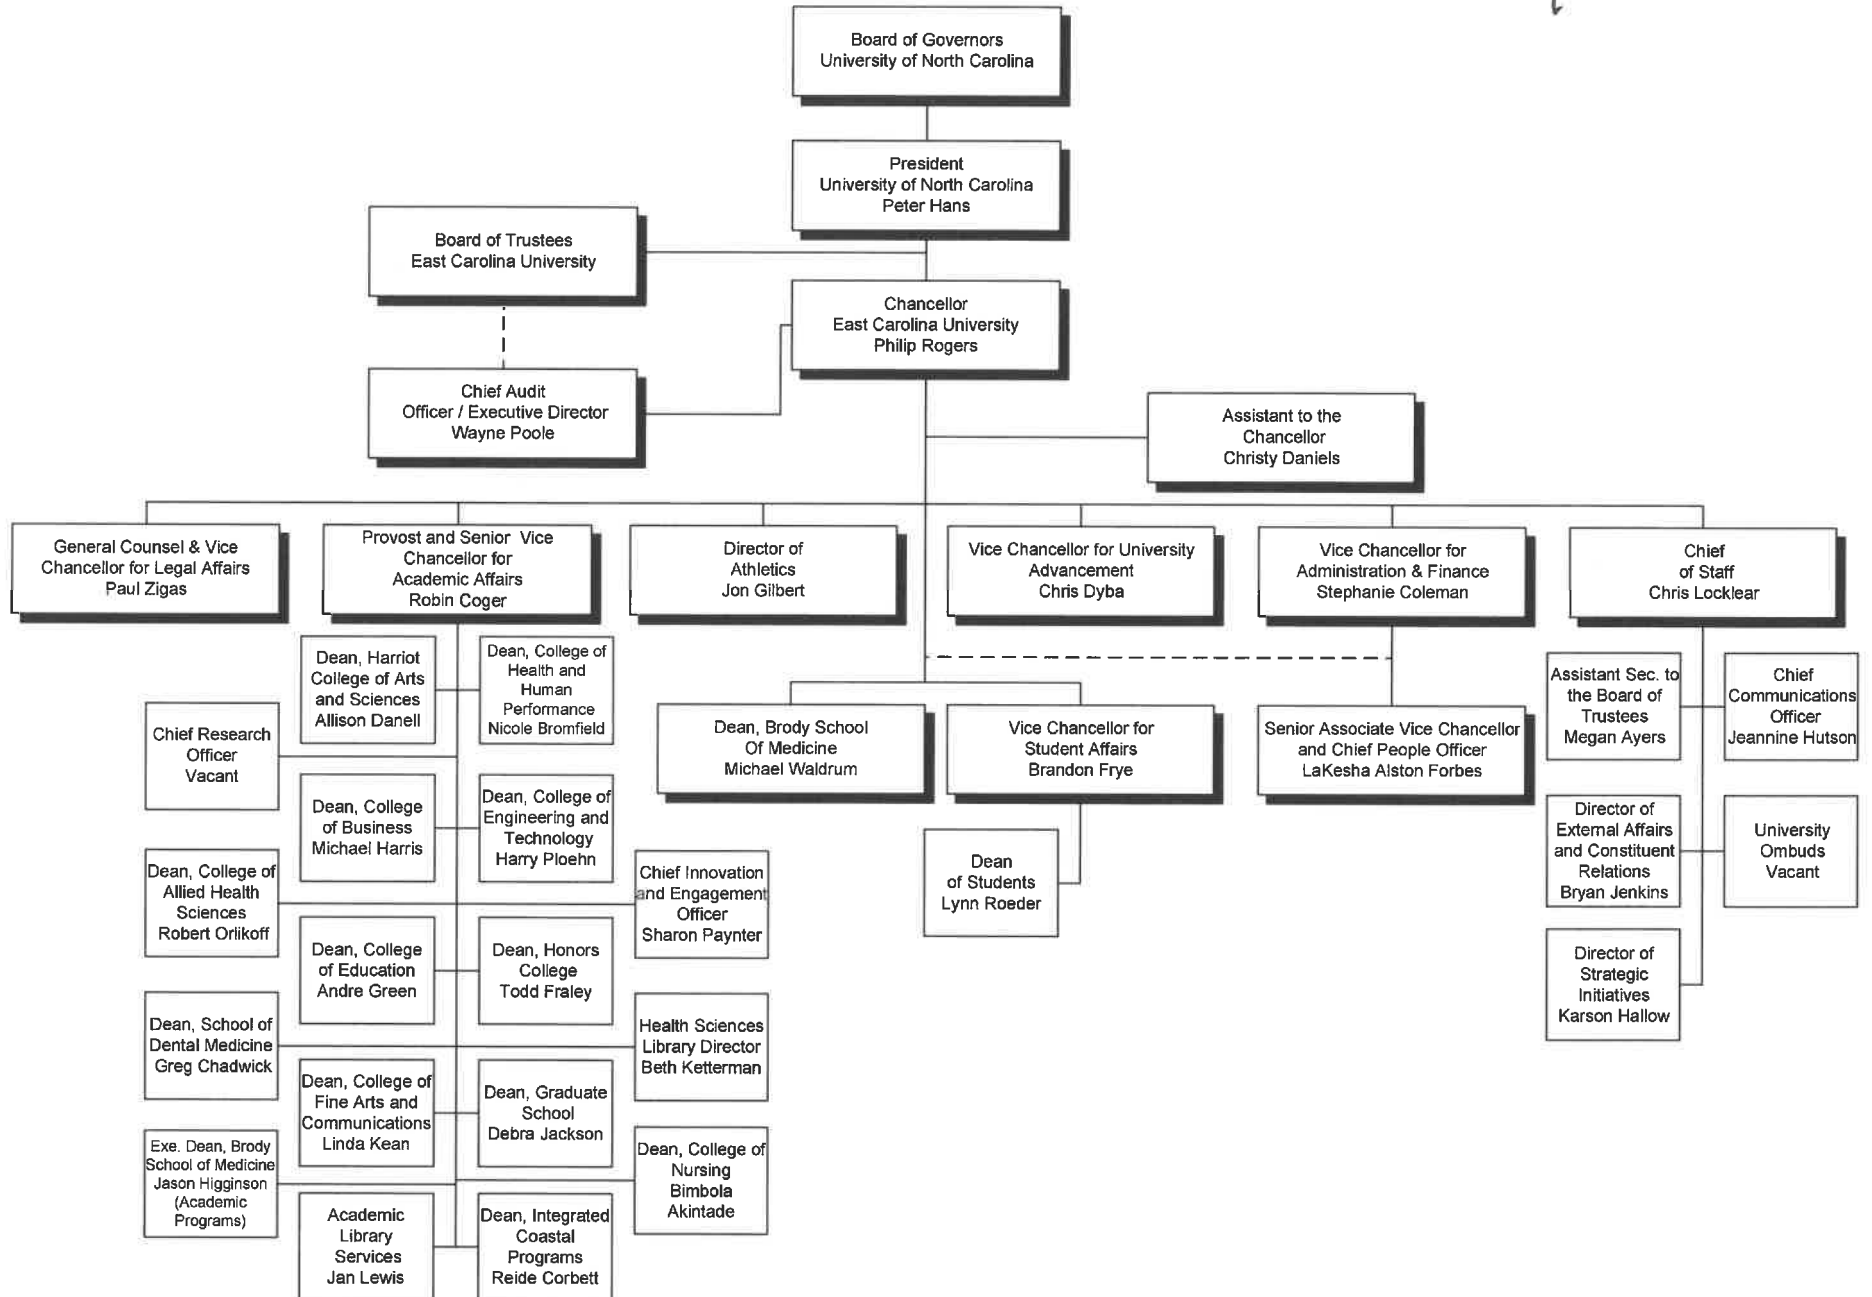 Board of Governors
University of North Carolina
President
University of North Carolina
Peter Hans
Board of Trustees
East Carolina University
Chancellor
East Carolina University
Philip Rogers
Chief Audit
Officer / Executive Director
Wayne Poole
Assistant to the
Chancellor
Christy Daniels
General Counsel & Vice
Chancellor for Legal Affairs
Paul Zigas
Provost and Senior Vice
Chancellor for
Academic Affairs
Robin Coger
Director of
Athletics
Jon Gilbert
Vice Chancellor for University
Advancement
Chris Dyba
Vice Chancellor for
Administration & Finance
Stephanie Coleman
Chief
of Staff
Chris Locklear
Dean, Harriot
College of Arts
and Sciences
Allison Danell
Dean, College of
Health and
Human
Performance
Nicole Bromfield
Chief Research
Officer
Vacant
Dean, College
of Business
Michael Harris
Dean, College of
Engineering and
Technology
Harry Ploehn
Dean, College of
Allied Health
Sciences
Robert Orlikoff
Chief Innovation
and Engagement
Officer
Sharon Paynter
Dean, College
of Education
Andre Green
Dean, Honors
College
Todd Fraley
Dean, School of
Dental Medicine
Greg Chadwick
Health Sciences
Library Director
Beth Ketterman
Dean, College of
Fine Arts and
Communications
Linda Kean
Dean, Graduate
School
Debra Jackson
Exe. Dean, Brody
School of Medicine
Jason Higginson
(Academic
Programs)
Dean, College of
Nursing
Bimbola
Akintade
Academic
Library
Services
Jan Lewis
Dean, Integrated
Coastal
Programs
Reide Corbett
Dean, Brody School
Of Medicine
Michael Waldrum
Vice Chancellor for
Student Affairs
Brandon Frye
Senior Associate Vice Chancellor
and Chief People Officer
LaKesha Alston Forbes
Dean
of Students
Lynn Roeder
Assistant Sec. to
the Board of
Trustees
Megan Ayers
Chief
Communications
Officer
Jeannine Hutson
Director of
External Affairs
and Constituent
Relations
Bryan Jenkins
University
Ombuds
Vacant
Director of
Strategic
Initiatives
Karson Hallow